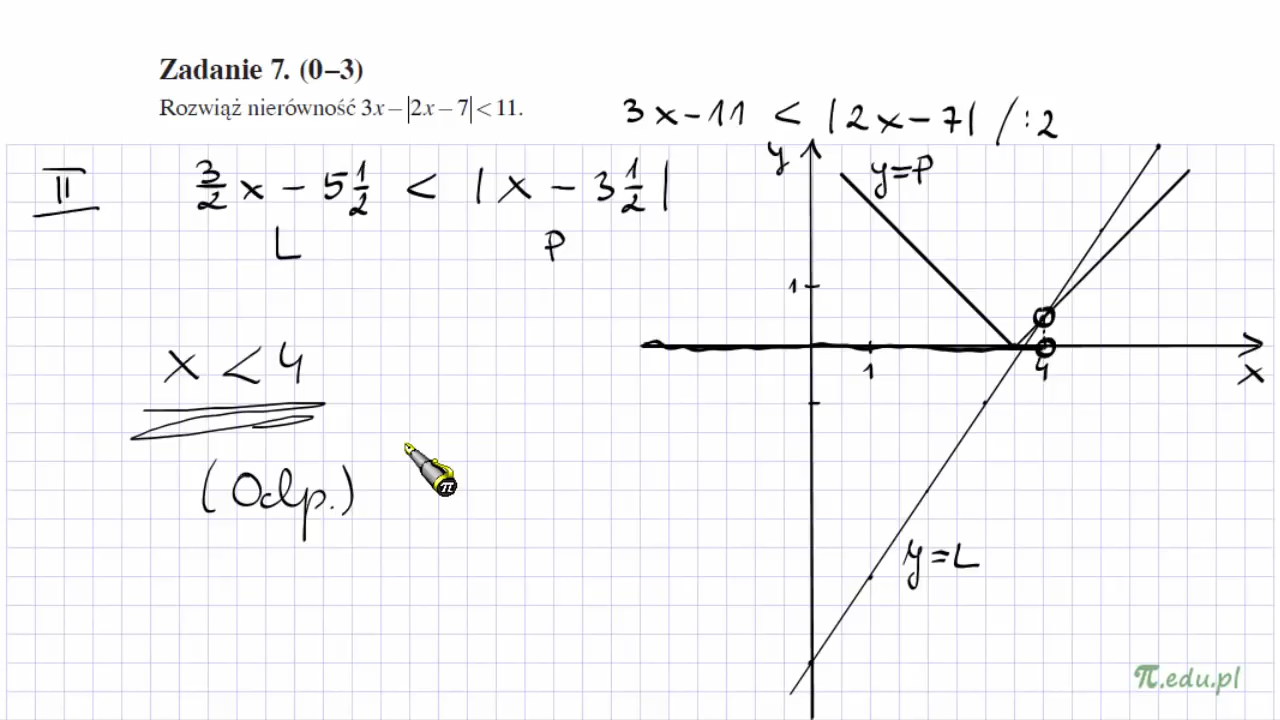 Zadanie 7. (0–3)
Rozwiąż nierówność 3x – |2x – 7| < 11.
3x – 11 < |2x – 7| / : 2
II
3/2 x – 5 1/2 < |x – 3 1/2|
L P
x < 4
(Odp.)
y
y=P
1
1
4
x
y=L
π
π.edu.pl